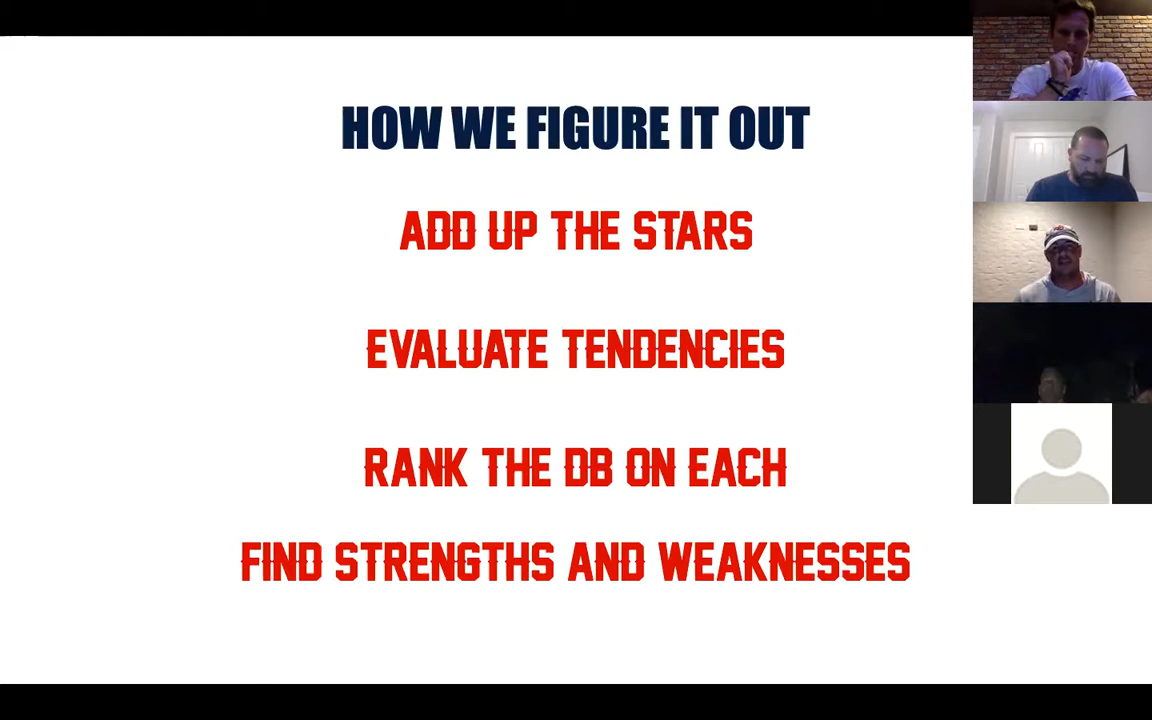 HOW WE FIGURE IT OUT
ADD UP THE STARS
EVALUATE TENDENCIES
RANK THE DB ON EACH
FIND STRENGTHS AND WEAKNESSES